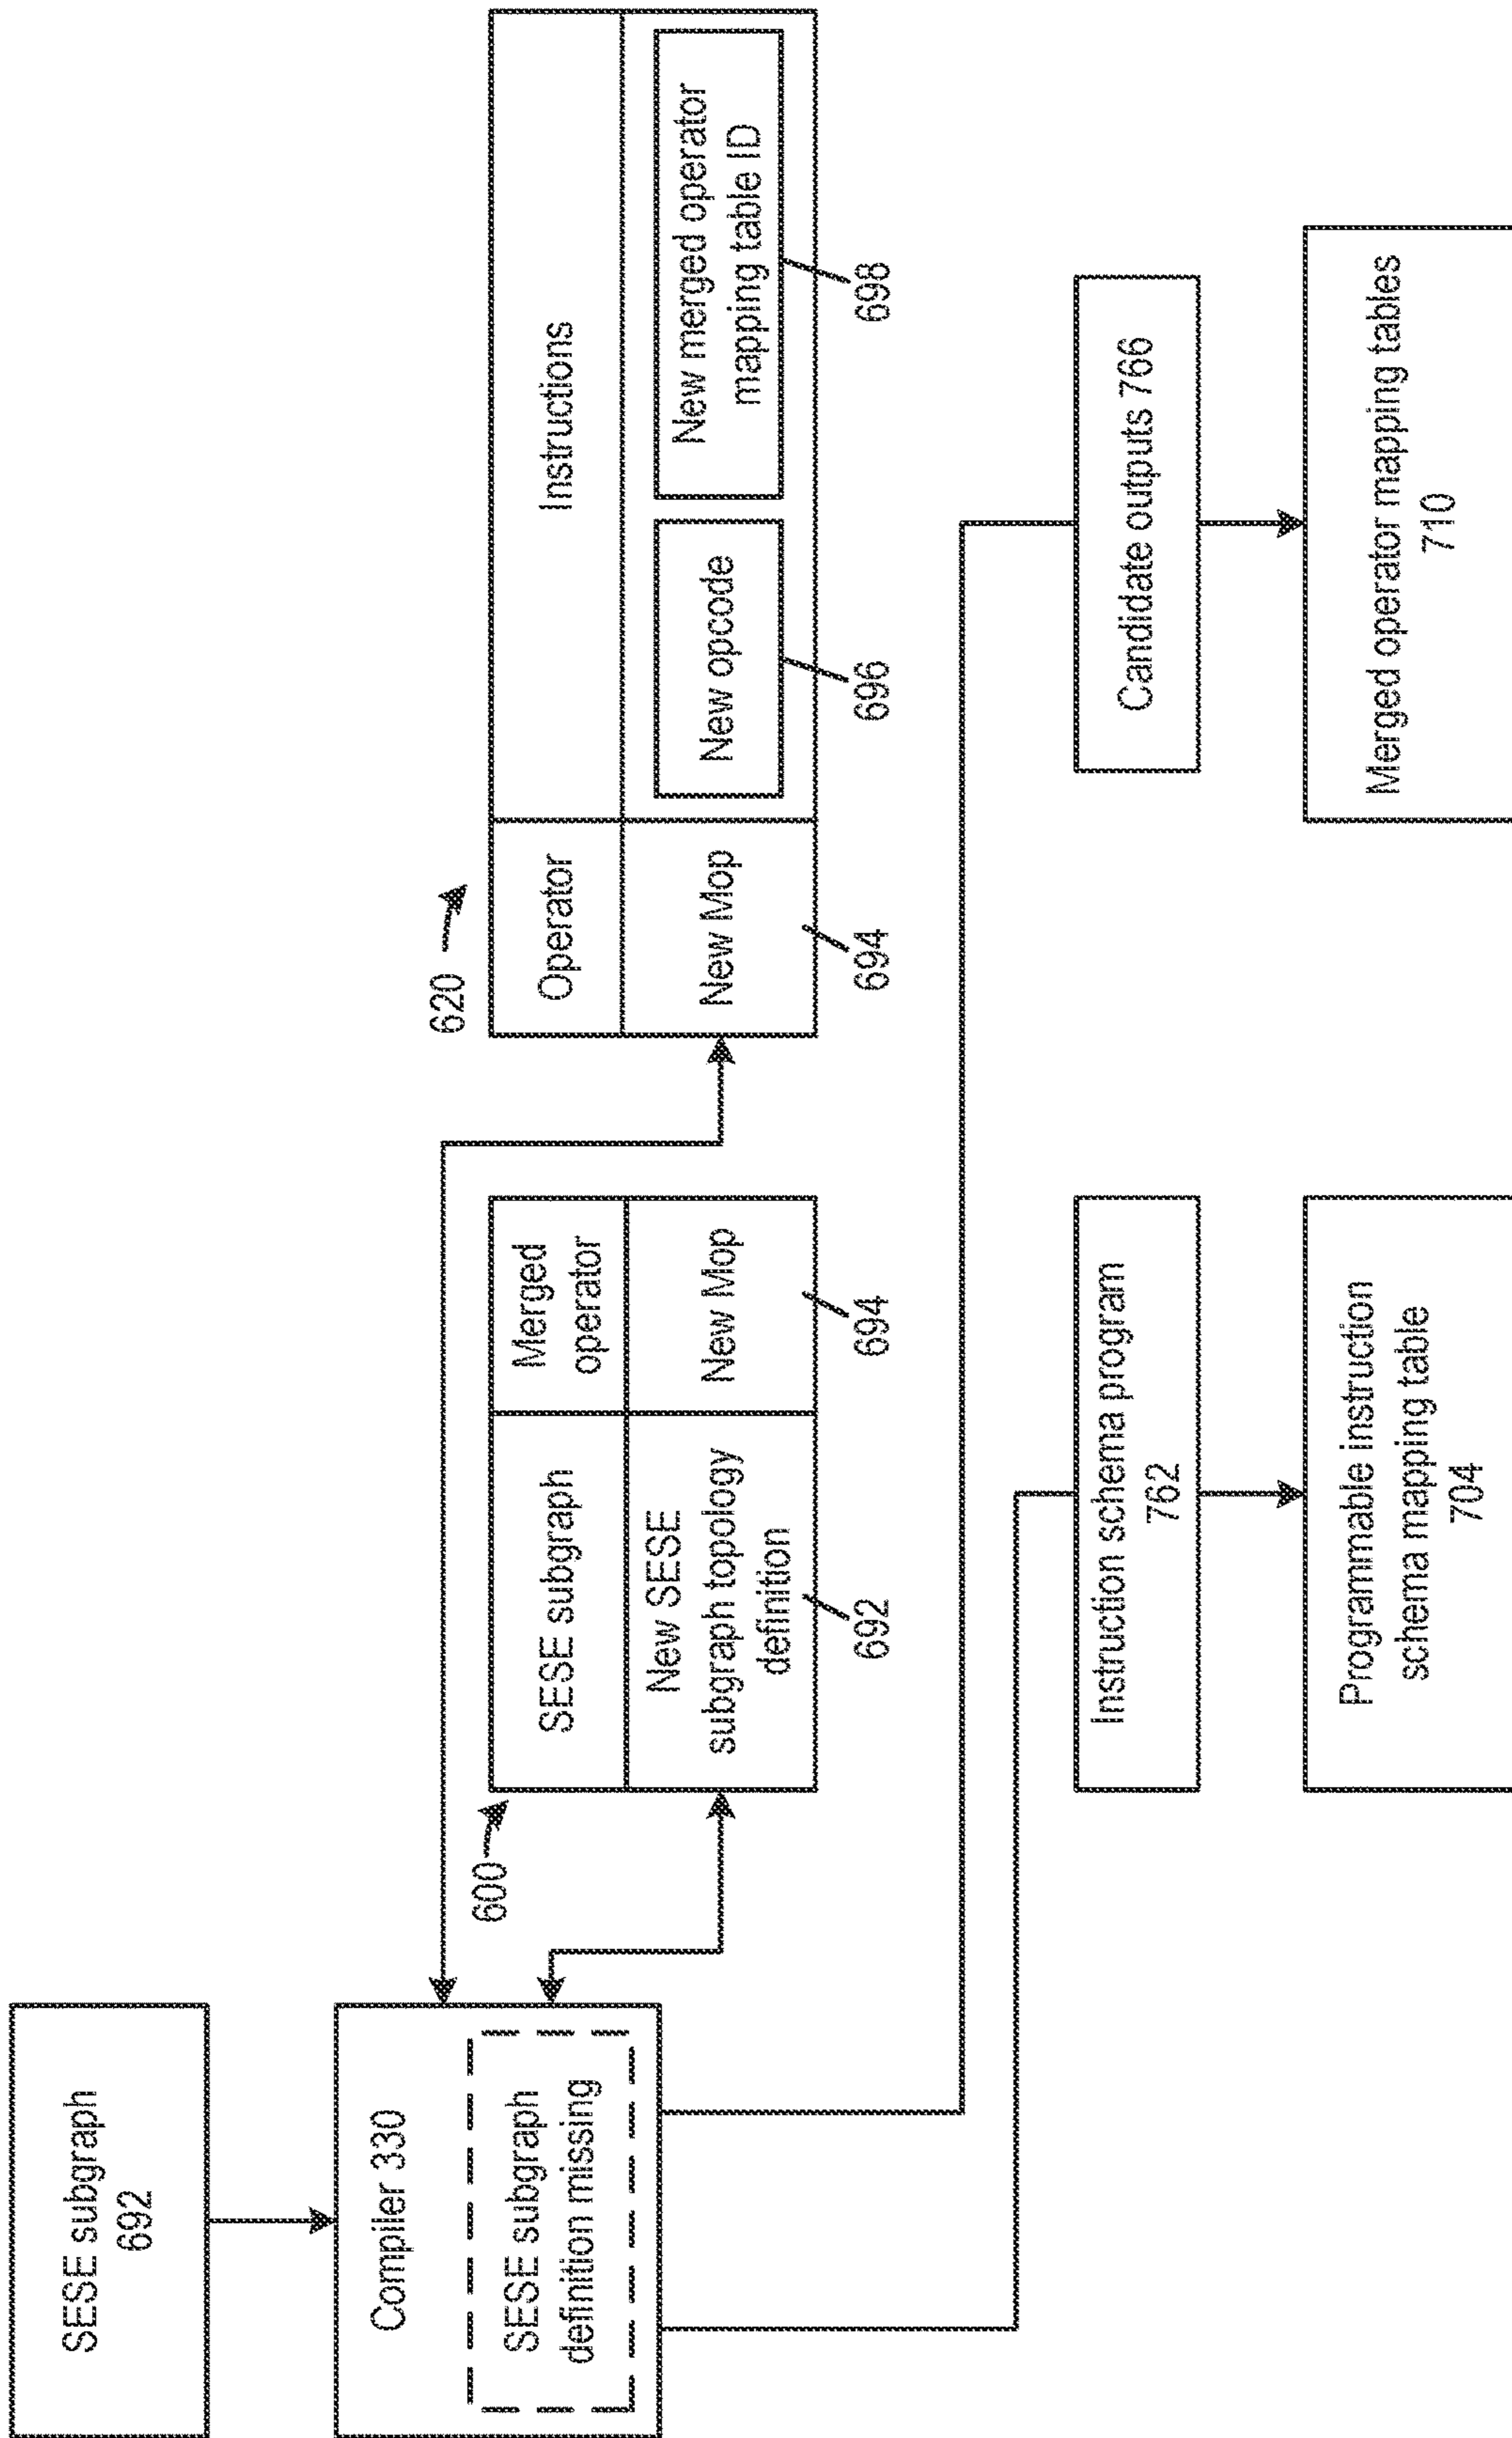 SESE subgraph
692
Compiler 330
SESE subgraph
definition missing
600
SESE subgraph
Merged
operator
New SESE
subgraph topology
definition
New Mop
692
694
620
Operator
Instructions
New Mop
New opcode
New merged operator
mapping table ID
694
696
698
Instruction schema program
762
Programmable instruction
schema mapping table
704
Candidate outputs 766
Merged operator mapping tables
710